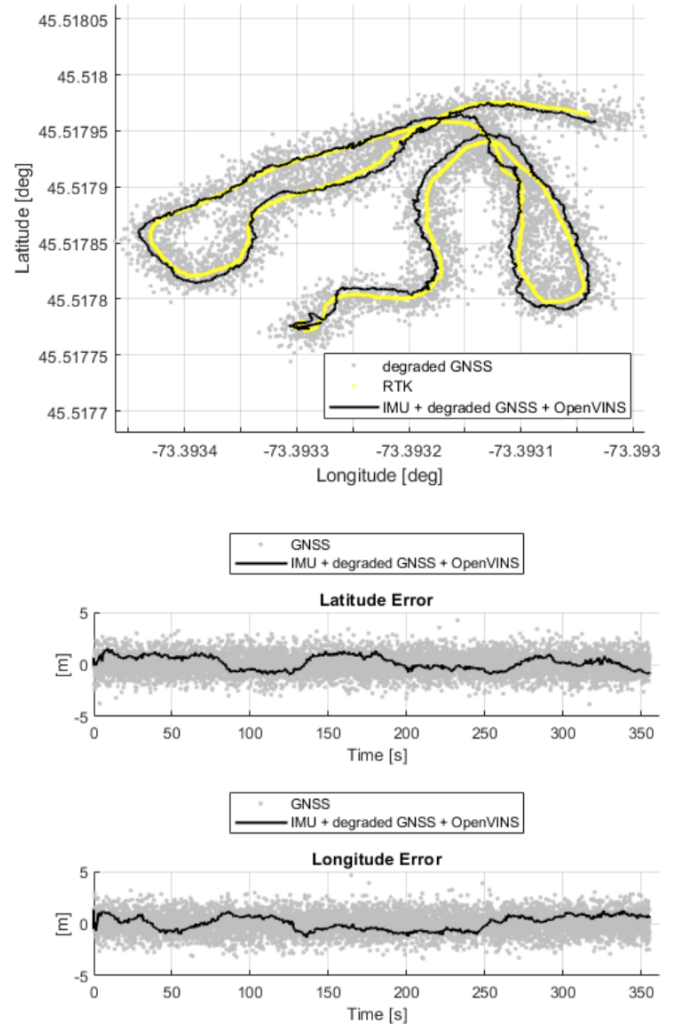 45.51805
45.518
45.51795
45.5179
45.51785
45.5178
45.51775
45.5177
Latitude [deg]
degraded GNSS
RTK
IMU + degraded GNSS + OpenVINS
-73.3934 -73.3933 -73.3932 -73.3931 -73.393
Longitude [deg]
GNSS
IMU + degraded GNSS + OpenVINS
Latitude Error
5
0
-5
[m]
0 50 100 150 200 250 300 350
Time [s]
GNSS
IMU + degraded GNSS + OpenVINS
Longitude Error
5
0
-5
[m]
0 50 100 150 200 250 300 350
Time [s]